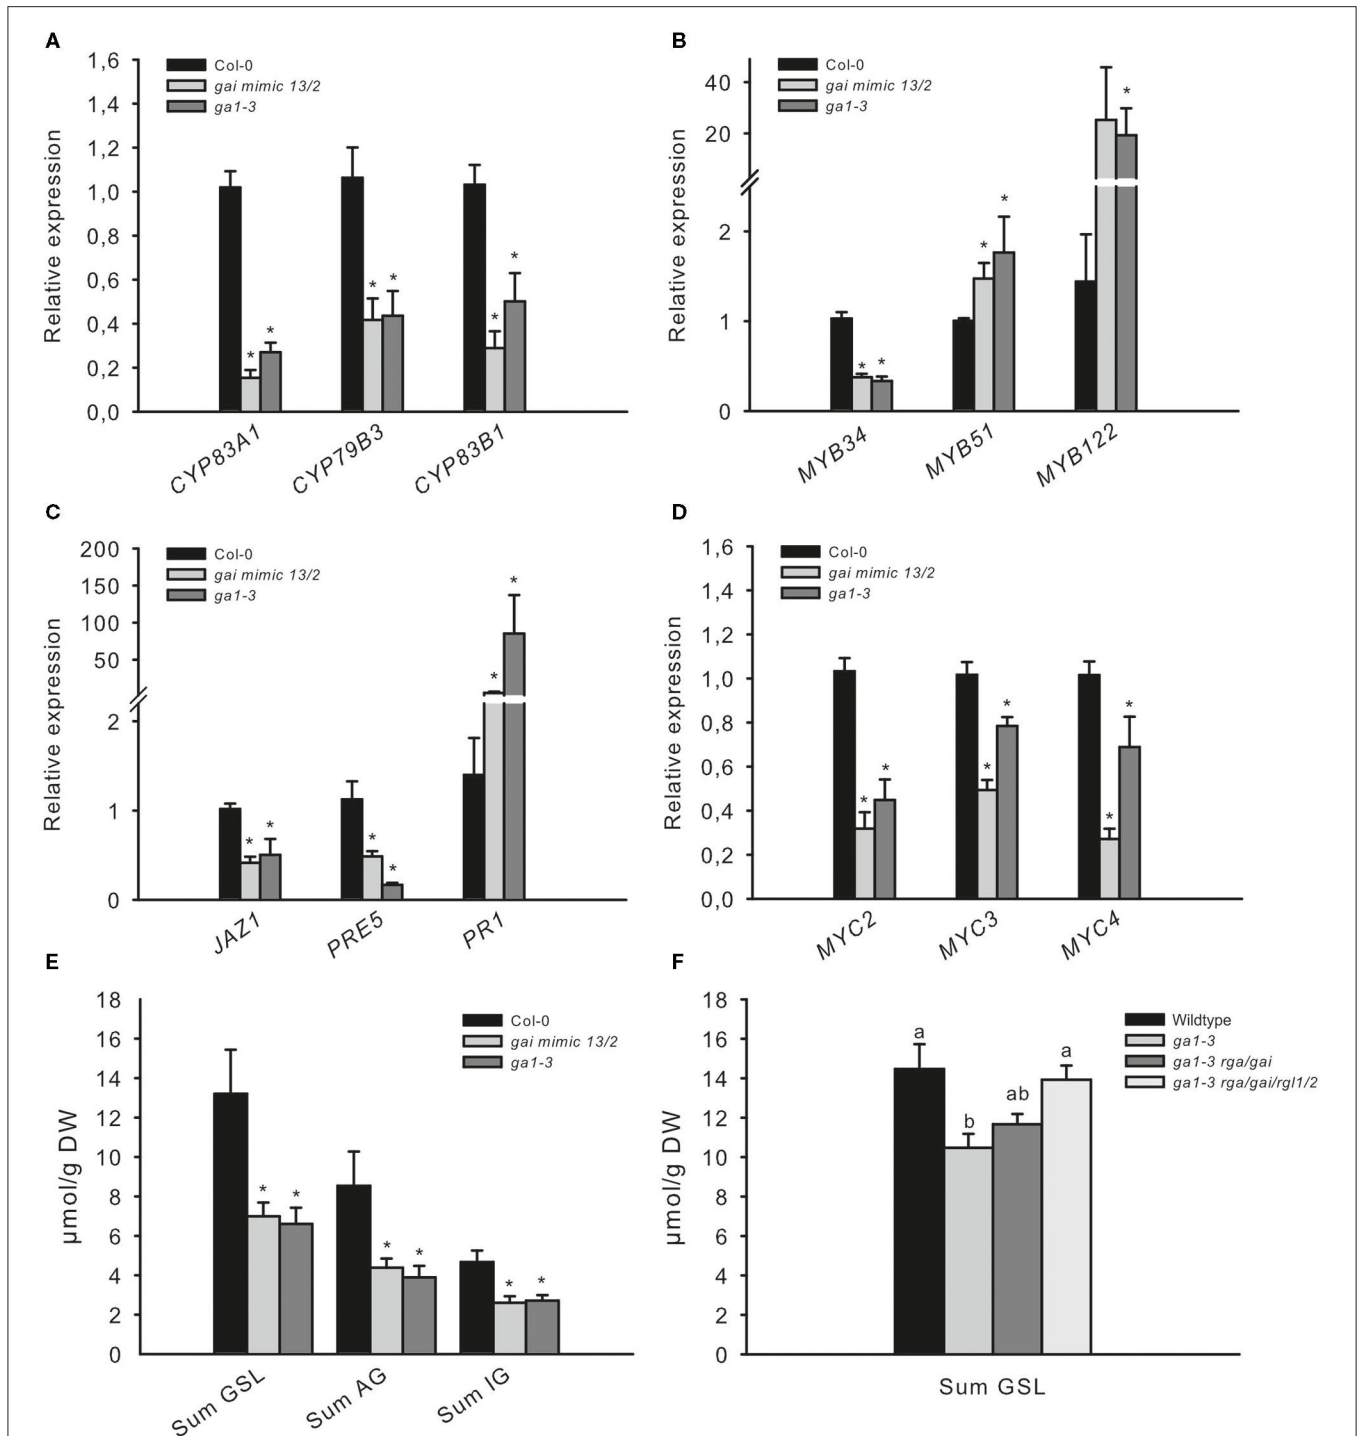 A
Relative expression
1,6
1,4
1,2
1,0
0,8
0,6
0,4
0,2
0,0
Col-0
gai mimic 13/2
ga1-3
*
*
*
*
*
*
CYP83A1
CYP79B3
CYP83B1
B
Relative expression
40
20
2
1
0
Col-0
gai mimic 13/2
ga1-3
*
*
*
*
*
MYB34
MYB51
MYB122
C
Relative expression
200
150
100
50
2
1
0
Col-0
gai mimic 13/2
ga1-3
*
*
*
*
*
*
JAZ1
PRE5
PR1
D
Relative expression
1,6
1,4
1,2
1,0
0,8
0,6
0,4
0,2
0,0
Col-0
gai mimic 13/2
ga1-3
*
*
*
*
*
*
MYC2
MYC3
MYC4
E
µmol/g DW
18
16
14
12
10
8
6
4
2
0
Col-0
gai mimic 13/2
ga1-3
*
*
*
*
*
*
Sum GSL
Sum AG
Sum IG
F
µmol/g DW
18
16
14
12
10
8
6
4
2
0
Wildtype
ga1-3
ga1-3 rga/gai
ga1-3 rga/gai/rgl1/2
a
b
ab
a
Sum GSL